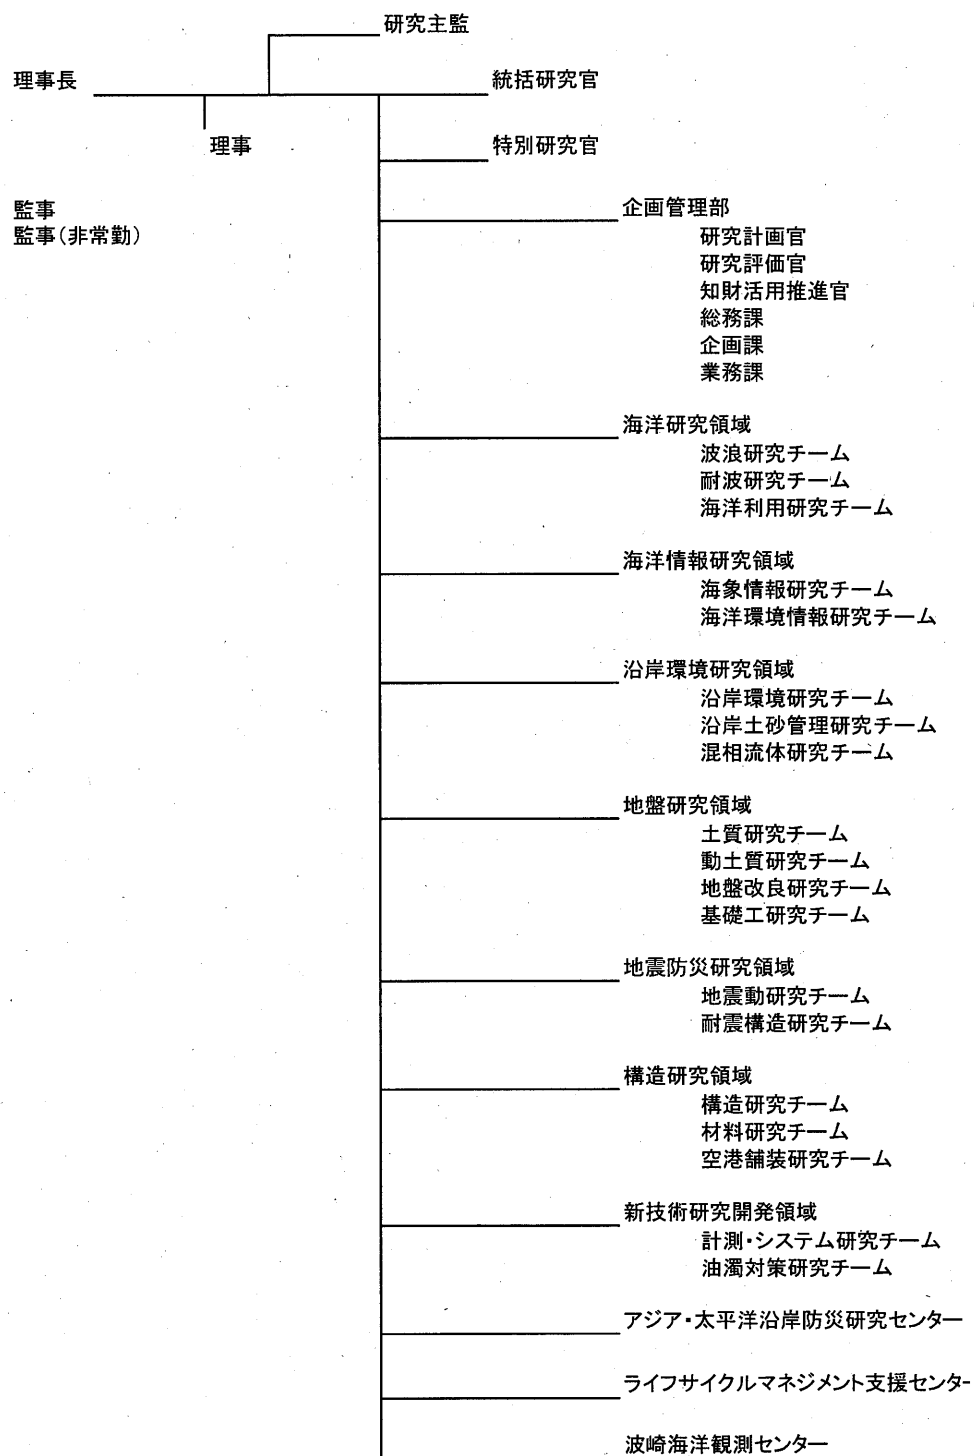 研究主監
理事長
統括研究官
理事
特別研究官
監事
監事(非常勤)
企画管理部
研究計画官
研究評価官
知財活用推進官
総務課
企画課
業務課
海洋研究領域
波浪研究チーム
耐波研究チーム
海洋利用研究チーム
海洋情報研究領域
海象情報研究チーム
海洋環境情報研究チーム
沿岸環境研究領域
沿岸環境研究チーム
沿岸土砂管理研究チーム
混相流体研究チーム
地盤研究領域
土質研究チーム
動土質研究チーム
地盤改良研究チーム
基礎工研究チーム
地震防災研究領域
地震動研究チーム
耐震構造研究チーム
構造研究領域
構造研究チーム
材料研究チーム
空港舗装研究チーム
新技術研究開発領域
計測・システム研究チーム
油濁対策研究チーム
アジア・太平洋沿岸防災研究センター
ライフサイクルマネジメント支援センター
波崎海洋観測センター